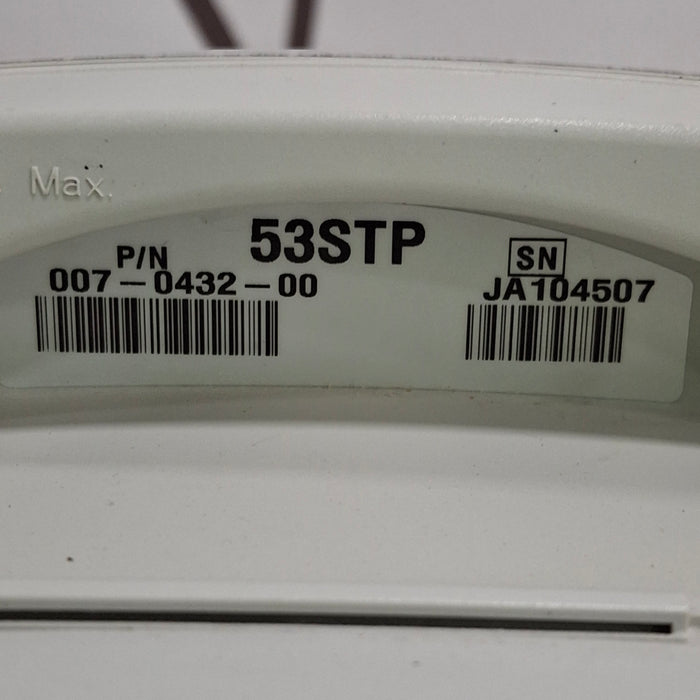 Max.
53STP
P/N
007-0432-00
SN
JA104507